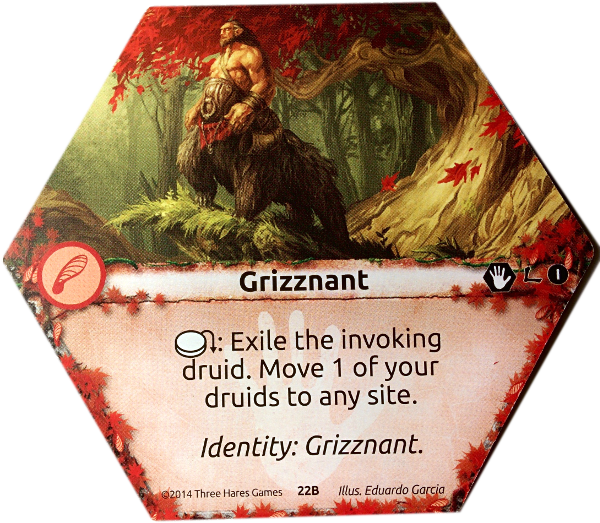 Grizznant
1
: Exile the invoking
druid. Move 1 of your
druids to any site.
Identity: Grizznant.
©2014 Three Hares Games 22B Illus. Eduardo Garcia